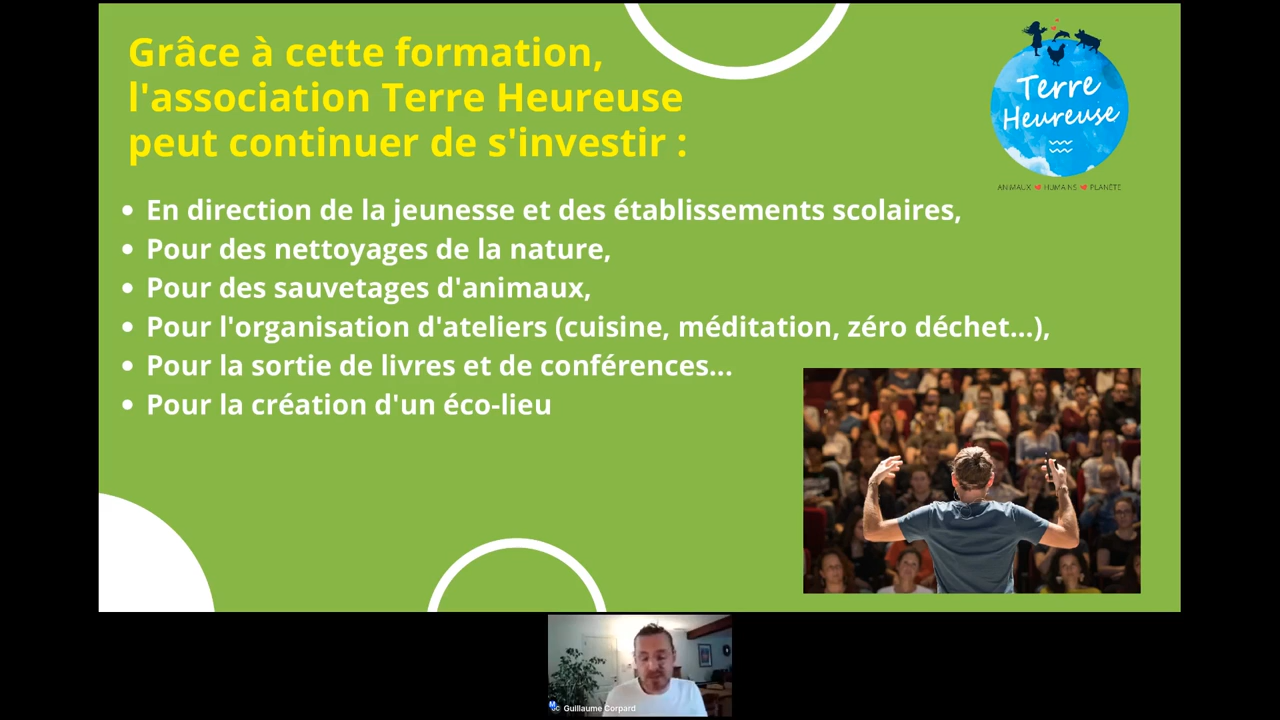 Grâce à cette formation,
l'association Terre Heureuse
peut continuer de s'investir :
Terre
Heureuse
ANIMAUX HUMAINS PLANÈTE
• En direction de la jeunesse et des établissements scolaires,
• Pour des nettoyages de la nature,
• Pour des sauvetages d'animaux,
• Pour l'organisation d'ateliers (cuisine, méditation, zéro déchet...),
• Pour la sortie de livres et de conférences...
• Pour la création d'un éco-lieu
Guillaume Corpard